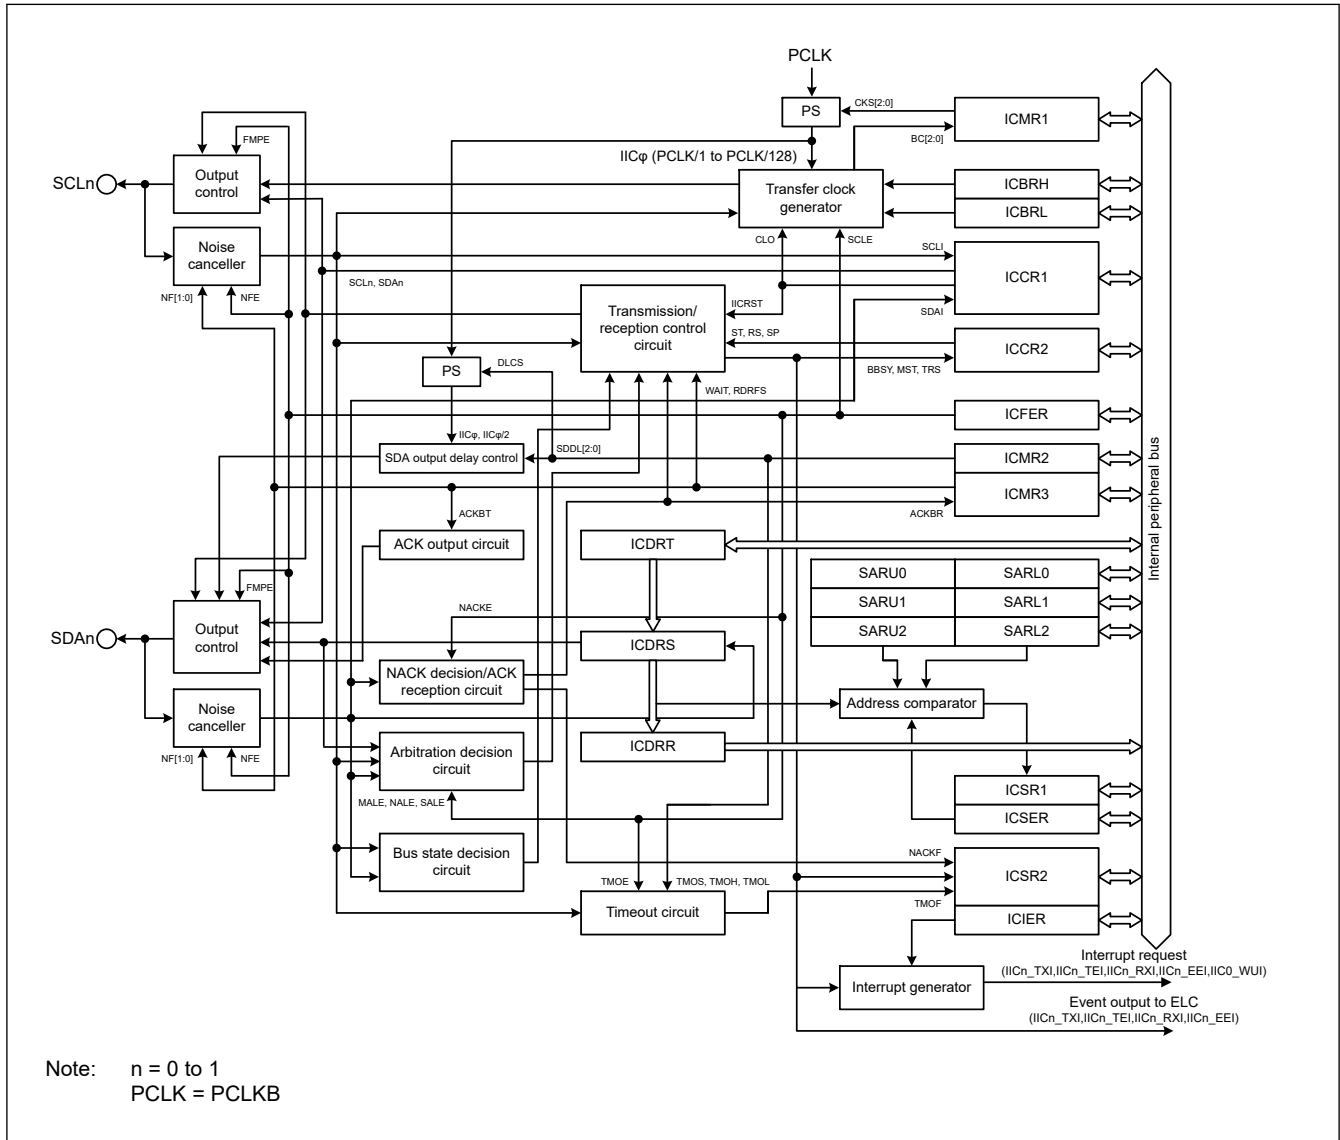 PCLK
PS
CKS[2:0]
ICMR1
BC[2:0]
FMPE
IICφ (PCLK/1 to PCLK/128)
SCLn
Output
control
Transfer clock
generator
ICBRH
ICBRL
Noise
canceller
CLO
SCLE
SCLI
ICCR1
SCLn, SDAn
NF[1:0]
NFE
IICRST
SDAI
Transmission/
reception control
circuit
ST, RS, SP
ICCR2
BBSY, MST, TRS
PS
DLCS
WAIT, RDRFS
ICFER
IICφ, IICφ/2
SDA output delay control
SDDL[2:0]
ICMR2
ICMR3
ACKBT
ACKBR
Internal peripheral bus
ACK output circuit
ICDRT
SARU0
SARL0
FMPE
SARU1
SARL1
NACKE
SDAn
Output
control
ICDRS
SARU2
SARL2
NACK decision/ACK
reception circuit
Address comparator
Noise
canceller
NF[1:0]
NFE
Arbitration decision
circuit
ICDRR
MALE, NALE, SALE
ICSR1
ICSER
Bus state decision
circuit
NACKF
ICSR2
TMOE
TMOS, TMOH, TMOL
TMOF
Timeout circuit
ICIER
Interrupt request
(IICn_TXI,IICn_TEI,IICn_RXI,IICn_EEI,IIC0_WUI)
Interrupt generator
Event output to ELC
(IICn_TXI,IICn_TEI,IICn_RXI,IICn_EEI)
Note: n = 0 to 1
PCLK = PCLKB